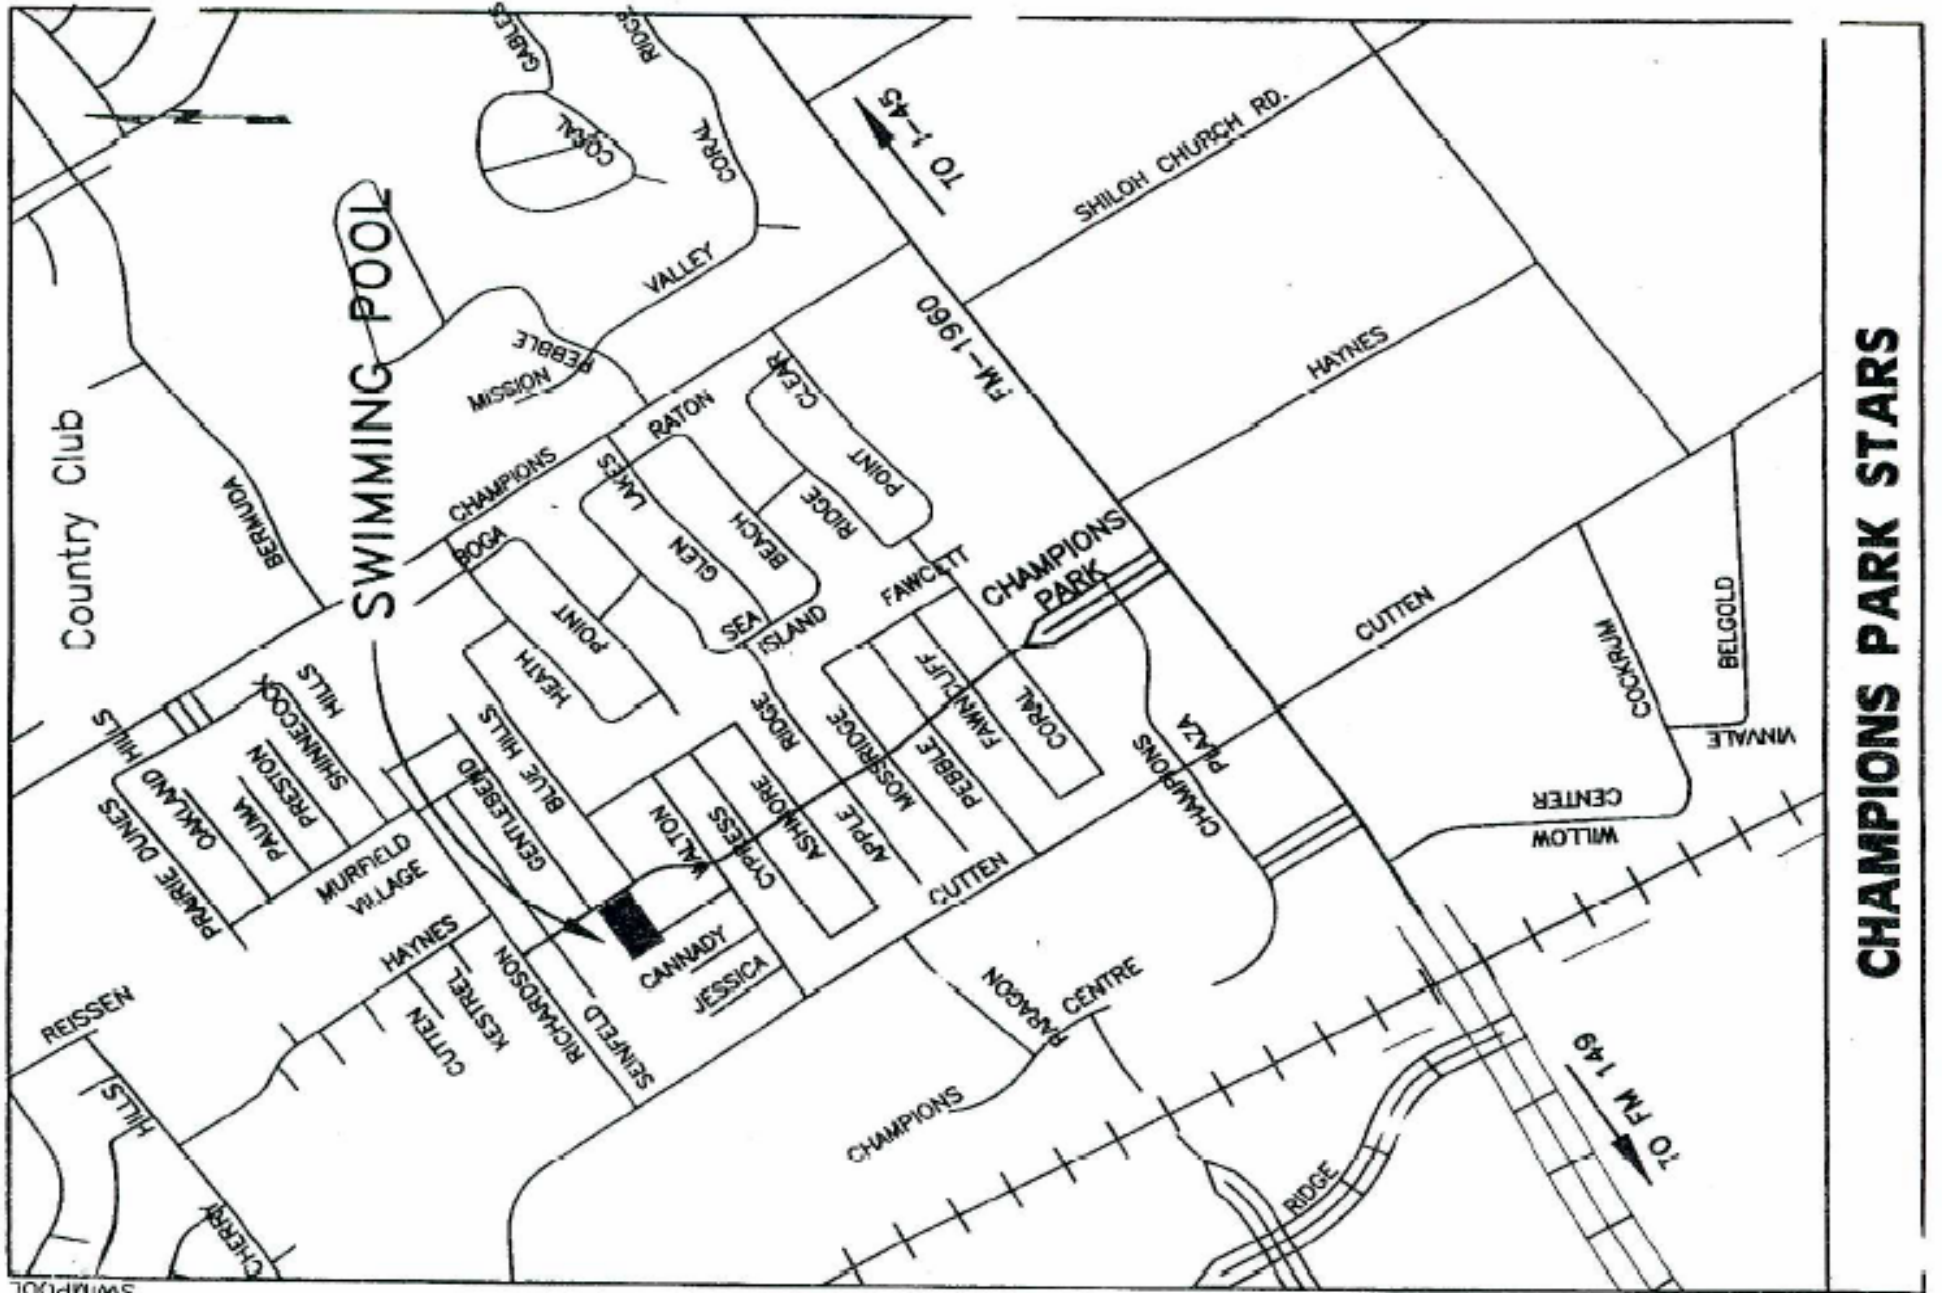 GABLES
RIDGE
CORAL
CORAL
N
TO I-45
SHILOH CHURCH RD.
SWIMMING POOL
VALLEY
PEBBLE
MISSION
FM-1960
HAYNES
Country Club
BERMUDA
CHAMPIONS
RATON
CLEAR
POINT
RIDGE
LAKES
BEACH
GLEN
BOGA
SEA
ISLAND
POINT
HEATH
FAWCETT
CHAMPIONS
PARK
CUTTEN
COCKRUM
BELGOLD
VINVALE
CENTER
WILLOW
HILLS
SHINNECOCK
HILLS
PRESTON
PAUMA
OAKLAND
PRAIRIE DUNES
MURFIELD
VILLAGE
GENTLEBEND
BLUE HILLS
RIDGE
MOSSRIDGE
APPLE
PEBBLE
FAWNCLIFF
CORAL
CHAMPIONS
PLAZA
CHAMPIONS
WALTON
CYPRESS
ASHMORE
CUTTEN
CANNADY
JESSICA
HAYNES
KESTREL
CUTTEN
RICHARDSON
SEINFELD
REISSEN
HILLS
CHERRY
PARAGON
CENTRE
CHAMPIONS
RIDGE
TO FM 149
CHAMPIONS PARK STARS
SWIMPOOL